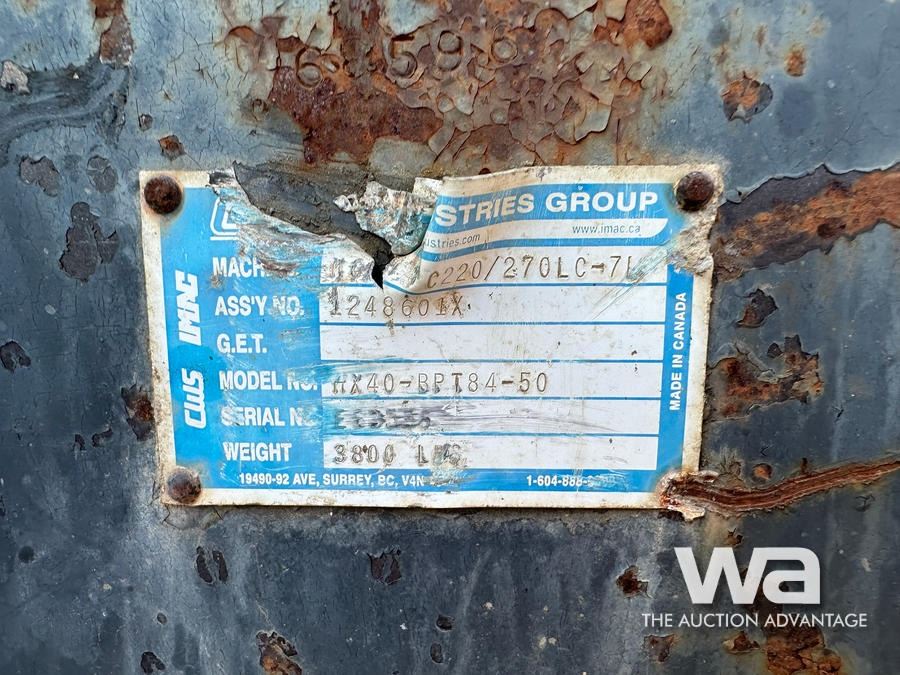 STRIES GROUP
ustries.com www.imac.ca
C220/270LC-7L
ASS'Y NO. 1248601X
G.E.T.
MODEL NO. HX40-BPT84-50
SERIAL
WEIGHT 3800 LBS
19490-92 AVE, SURREY, BC, V4N
1-604-888-
CWS IMAC
MADE IN CANADA
wa
THE AUCTION ADVANTAGE